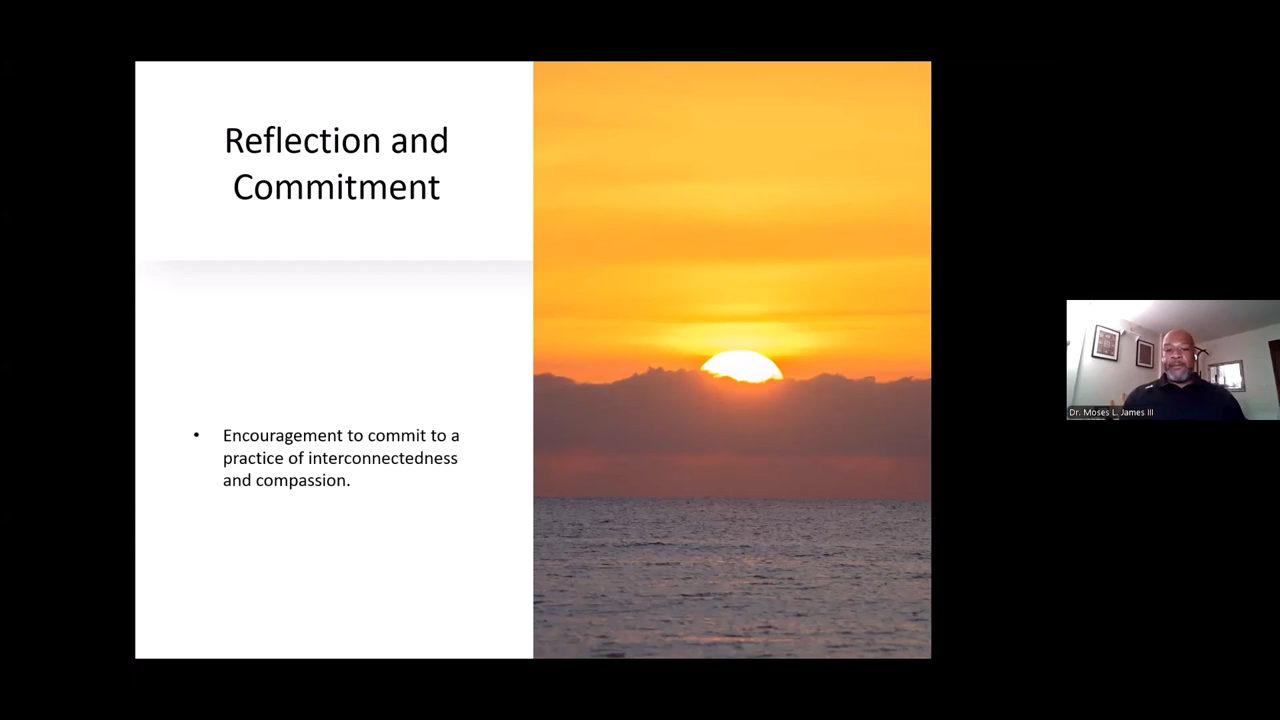 Reflection and
Commitment
• Encouragement to commit to a
practice of interconnectedness
and compassion.
Dr. Moses L. James III